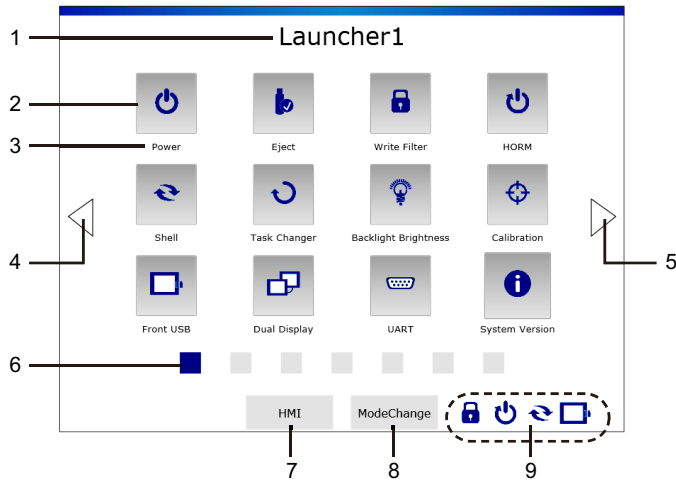 1
Launcher1
2
3
Power
Eject
Write Filter
HORM
Shell
Task Changer
Backlight Brightness
Calibration
4
5
Front USB
Dual Display
UART
System Version
6
HMI
ModeChange
7
8
9